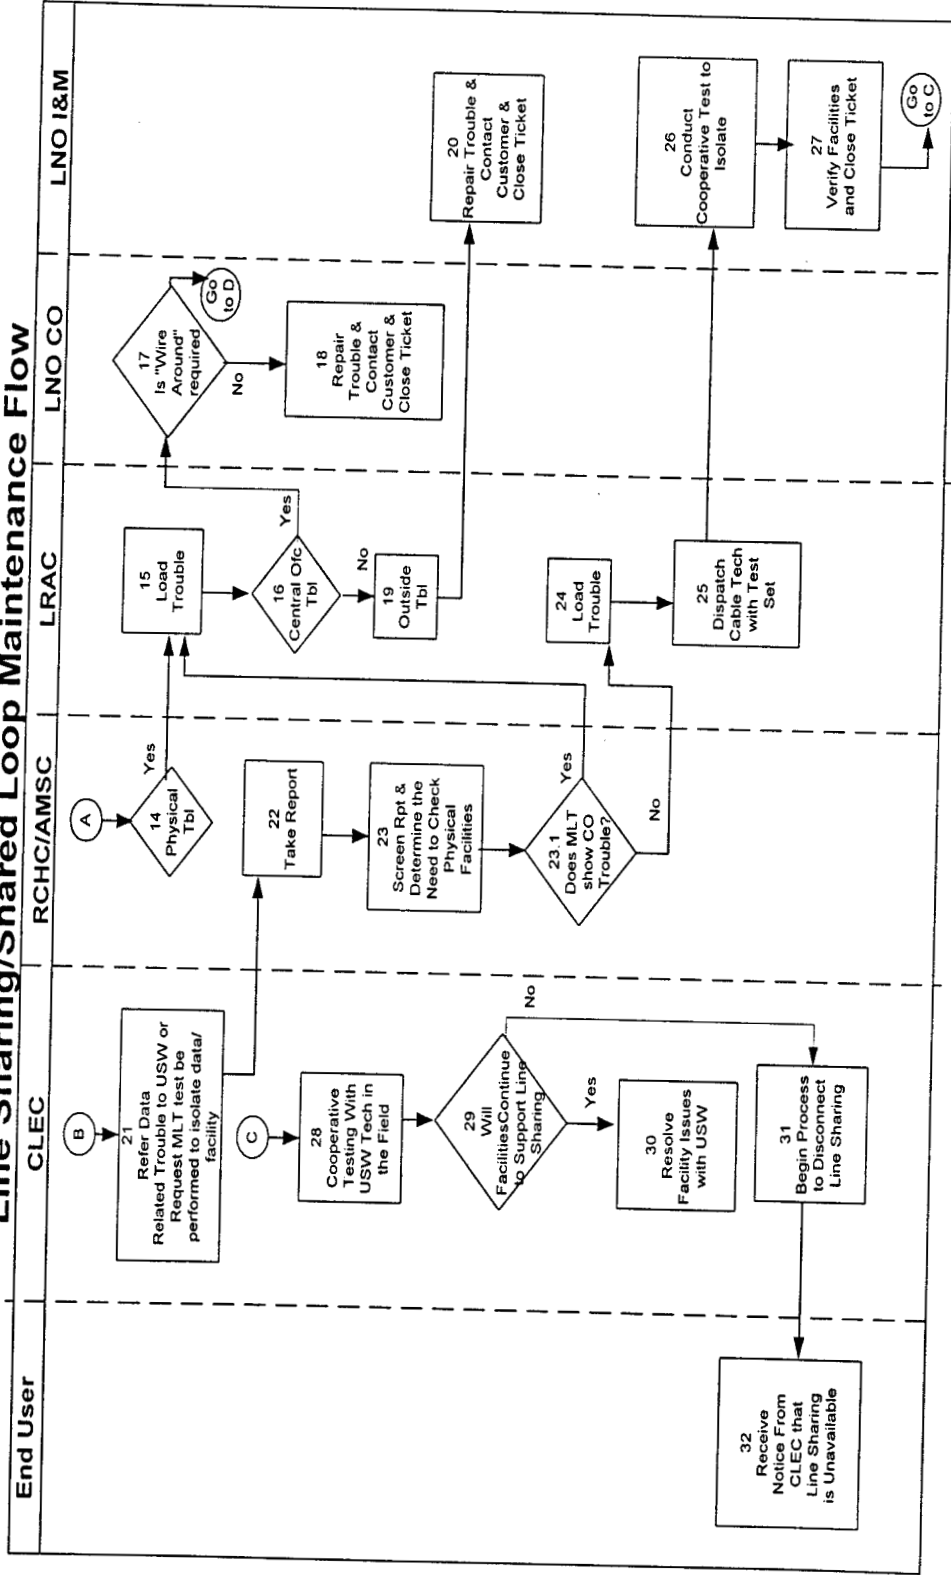 Line Sharing/Shared Loop Maintenance Flow
End User
CLEC
RCHC/AMSC
LRAC
LNO CO
LNO I&M
B
21
Refer Data
Related Trouble to USW or
Request MLT test be
performed to isolate data/
facility
C
28
Cooperative
Testing With
USW Tech in
the Field
29
Will
FacilitiesContinue
to Support Line
Sharing
No
Yes
30
Resolve
Facility Issues
with USW
31
Begin Process
to Disconnect
Line Sharing
32
Receive
Notice From
CLEC that
Line Sharing
is Unavailable
A
14
Physical
Tbl
Yes
22
Take Report
23
Screen Rpt &
Determine the
Need to Check
Physical
Facilities
23.1
Does MLT
show CO
Trouble?
Yes
No
15
Load
Trouble
16
Central Ofc
Tbl
Yes
No
19
Outside
Tbl
24
Load
Trouble
25
Dispatch
Cable Tech
with Test
Set
17
Is "Wire
Around"
required
Go
to D
No
18
Repair
Trouble &
Contact
Customer &
Close Ticket
20
Repair Trouble &
Contact
Customer &
Close Ticket
26
Conduct
Cooperative Test to
Isolate
27
Verify Facilities
and Close Ticket
Go
to C